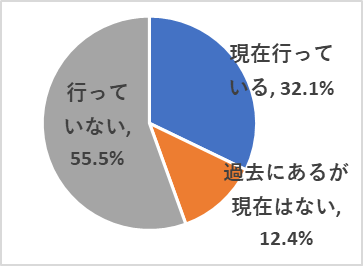 現在行って
いる, 32.1%
過去にあるが
現在はない,
12.4%
行って
いない,
55.5%